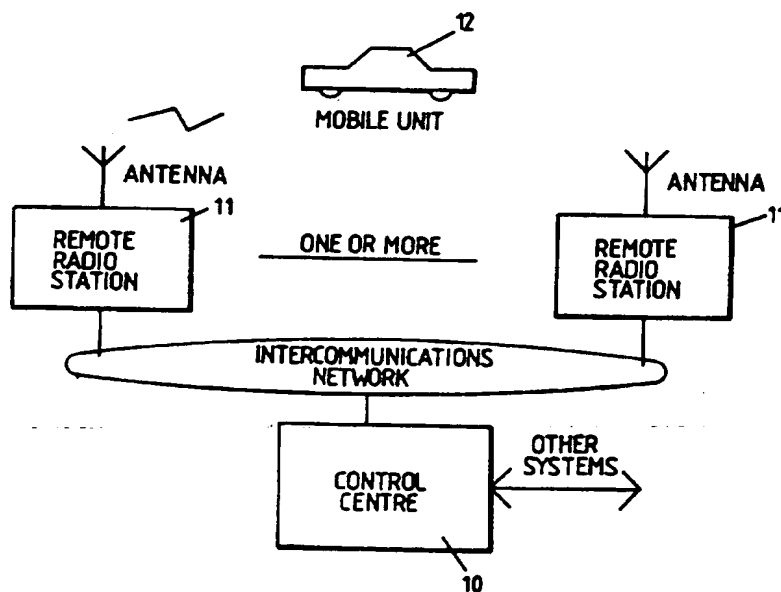 12
MOBILE UNIT
ANTENNA
ANTENNA
11
11
REMOTE
RADIO
STATION
ONE OR MORE
REMOTE
RADIO
STATION
INTERCOMMUNICATIONS
NETWORK
OTHER
SYSTEMS
CONTROL
CENTRE
10